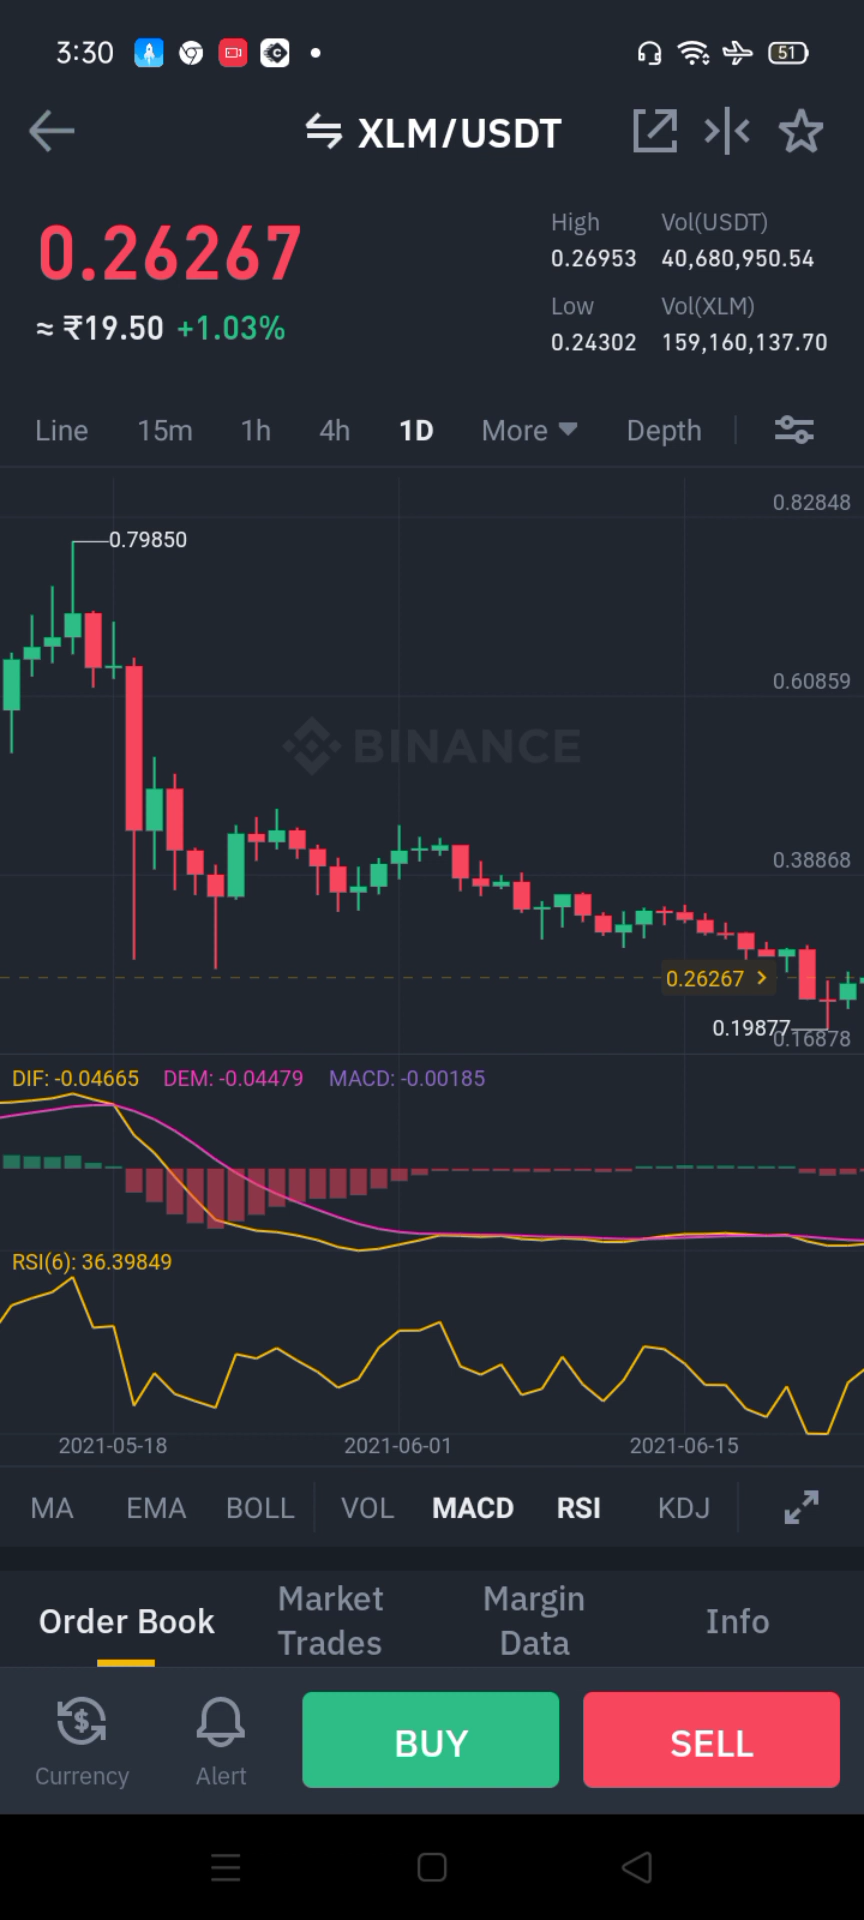 3:30
51
XLM/USDT
0.26267
≈ ₹19.50 +1.03%
High
0.26953
Vol(USDT)
40,680,950.54
Low
0.24302
Vol(XLM)
159,160,137.70
Line 15m 1h 4h 1D More Depth
0.82848
0.79850
0.60859
BINANCE
0.38868
0.26267
0.19877
0.16878
DIF: -0.04665 DEM: -0.04479 MACD: -0.00185
RSI(6): 36.39849
2021-05-18 2021-06-01 2021-06-15
MA EMA BOLL VOL MACD RSI KDJ
Order Book
Market
Trades
Margin
Data
Info
Currency
Alert
BUY
SELL